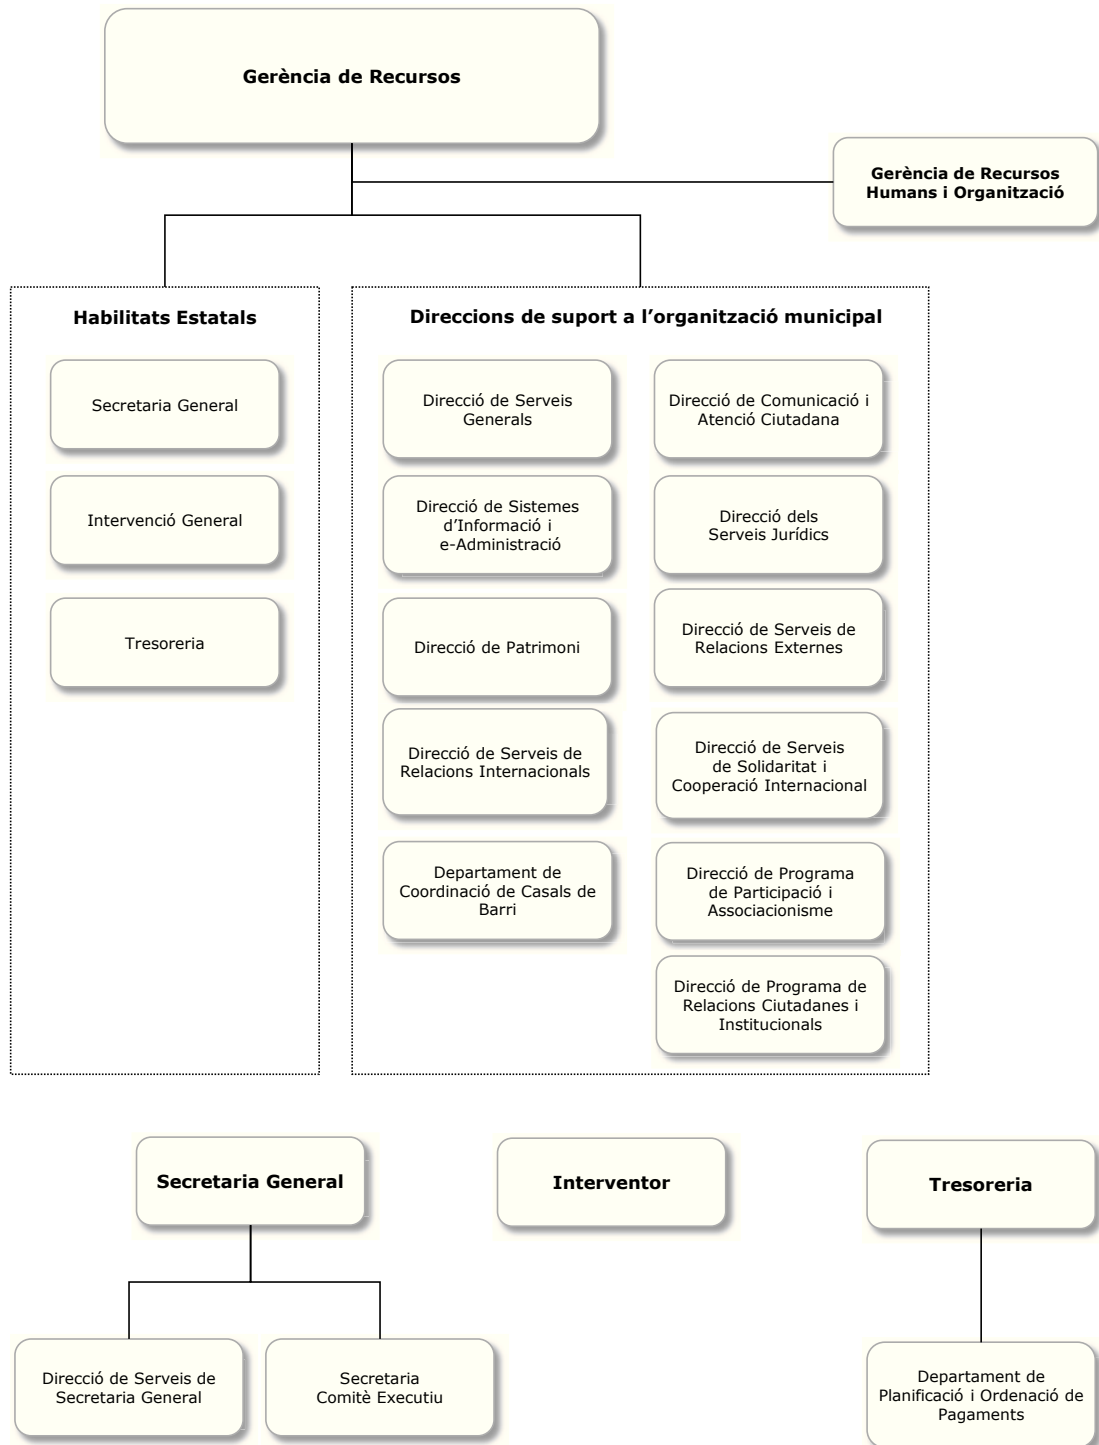 Gerència de Recursos
Gerència de Recursos
Humans i Organització
Habilitats Estatals
Secretaria General
Intervenció General
Tresoreria
Direccions de suport a l’organització municipal
Direcció de Serveis
Generals
Direcció de Comunicació i
Atenció Ciutadana
Direcció de Sistemes
d’Informació i
e-Administració
Direcció dels
Serveis Jurídics
Direcció de Patrimoni
Direcció de Serveis de
Relacions Externes
Direcció de Serveis de
Relacions Internacionals
Direcció de Serveis
de Solidaritat i
Cooperació Internacional
Departament de
Coordinació de Casals de
Barri
Direcció de Programa
de Participació i
Associacionisme
Direcció de Programa de
Relacions Ciutadanes i
Institucionals
Secretaria General
Direcció de Serveis de
Secretaria General
Secretaria
Comitè Executiu
Interventor
Tresoreria
Departament de
Planificació i Ordenació de
Pagaments